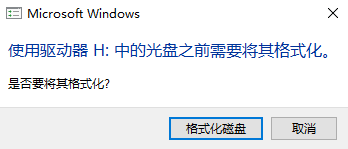 Microsoft Windows
使用驱动器 H: 中的光盘之前需要将其格式化。
是否要将其格式化?
格式化磁盘
取消